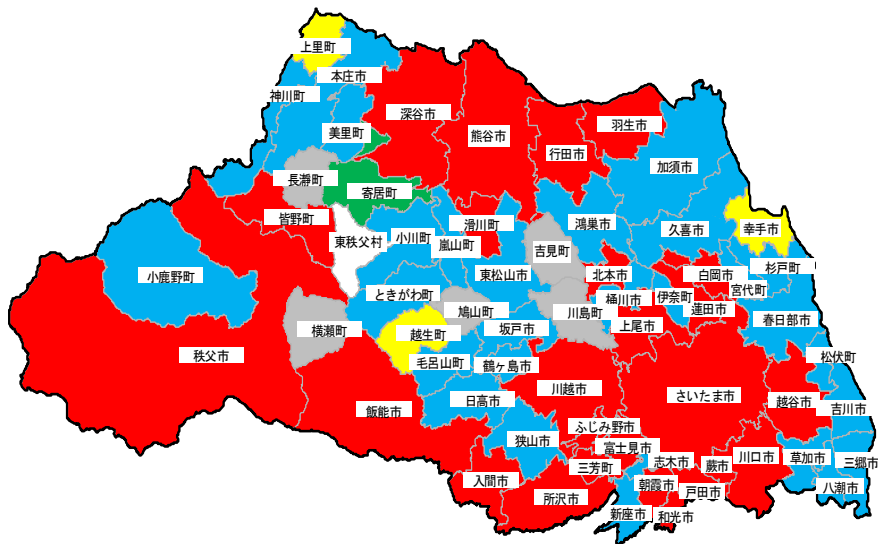 上里町
本庄市
神川町
深谷市
美里町
熊谷市
羽生市
行田市
加須市
長瀞町
寄居町
皆野町
滑川町
鴻巣市
久喜市
幸手市
東秩父村
小川町
嵐山町
吉見町
小鹿野町
東松山市
北本市
白岡市
杉戸町
ときがわ町
桶川市
伊奈町
宮代町
鳩山町
川島町
蓮田市
横瀬町
越生町
坂戸市
上尾市
春日部市
秩父市
毛呂山町
鶴ヶ島市
松伏町
川越市
さいたま市
日高市
越谷市
吉川市
飯能市
ふじみ野市
狭山市
富士見市
志木市
蕨市
川口市
草加市
三郷市
三芳町
入間市
朝霞市
戸田市
八潮市
所沢市
新座市
和光市